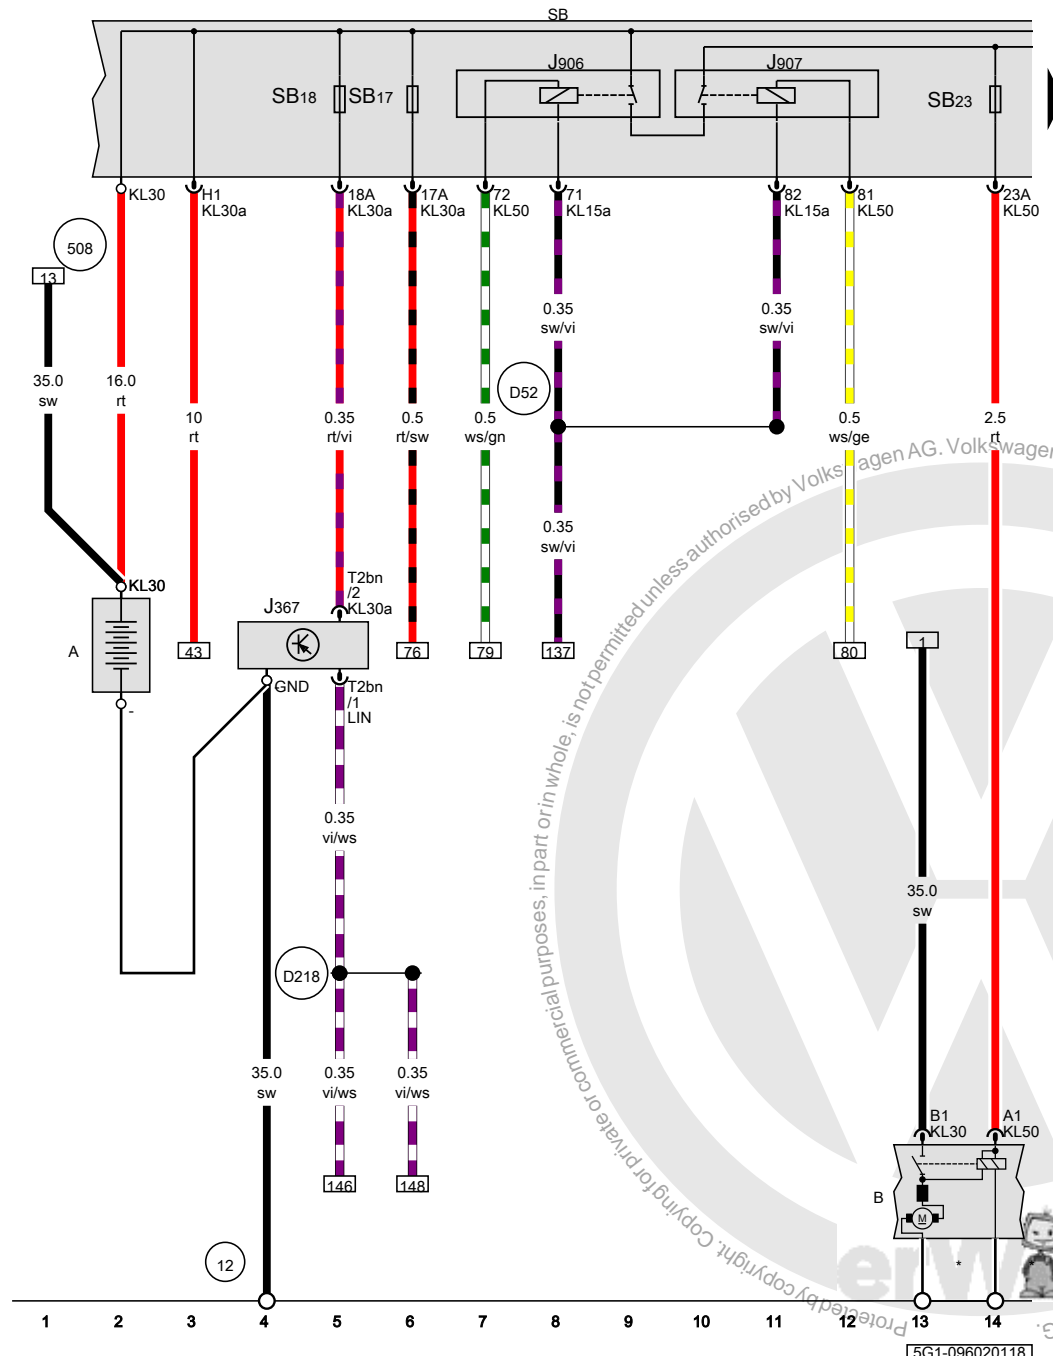 SB
J906
J907
SB18
SB17
SB23
KL30
H1
KL30a
18A
KL30a
17A
KL30a
72
KL50
71
KL15a
82
KL15a
81
KL50
23A
KL50
508
13
0.35
sw/vi
0.35
sw/vi
35.0
sw
16.0
rt
D52
10
rt
0.35
rt/vi
0.5
rt/sw
0.5
ws/gn
0.5
ws/ge
2.5
rt
0.35
sw/vi
KL30
T2bn
/2
KL30a
J367
A
43
76
79
137
80
1
-
GND
T2bn
/1
LIN
-
0.35
vi/ws
35.0
sw
D218
35.0
sw
0.35
vi/ws
0.35
vi/ws
B1
KL30
A1
KL50
146
148
B
M
12
*
*
1 2 3 4 5 6 7 8 9 10 11 12 13 14
5G1-096020118
Protected by copyright. Copying for private or commercial purposes, in part or in whole, is not permitted unless authorised by Volkswagen AG. Volkswagen
erW